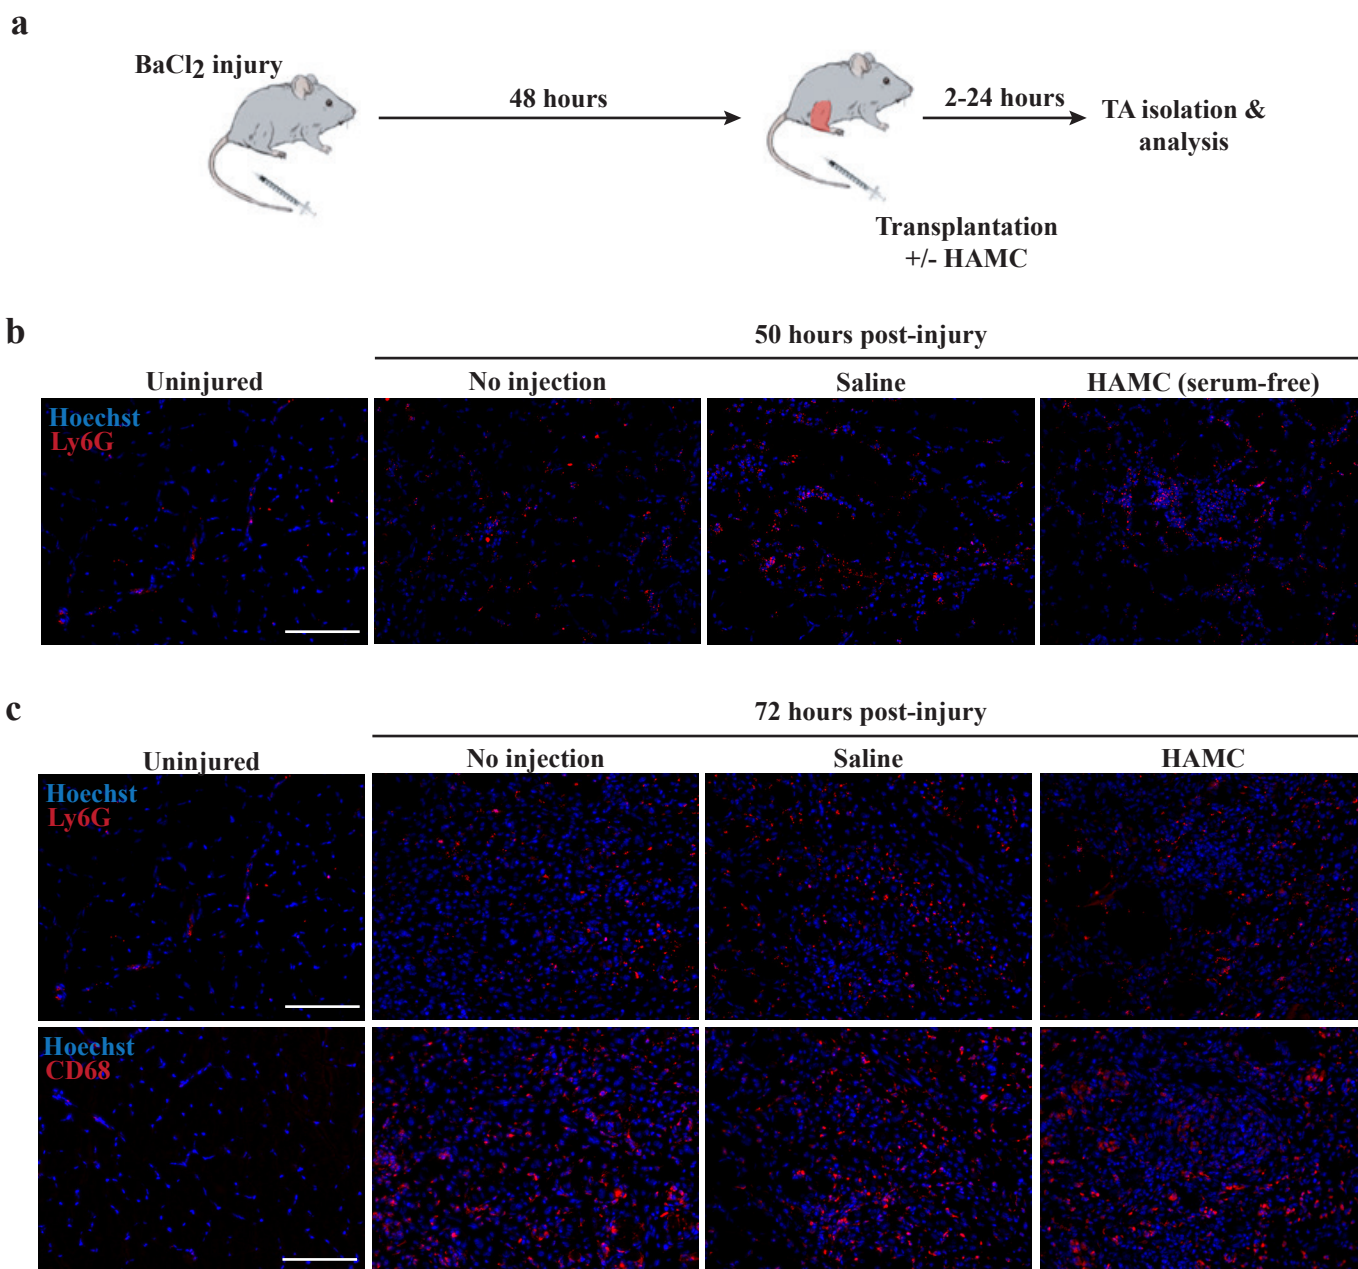 a
BaCl2 injury
48 hours
2-24 hours
TA isolation &
analysis
Transplantation
+/- HAMC
b
50 hours post-injury
Uninjured
No injection
Saline
HAMC (serum-free)
Hoechst
Ly6G
c
72 hours post-injury
Uninjured
No injection
Saline
HAMC
Hoechst
Ly6G
Hoechst
CD68